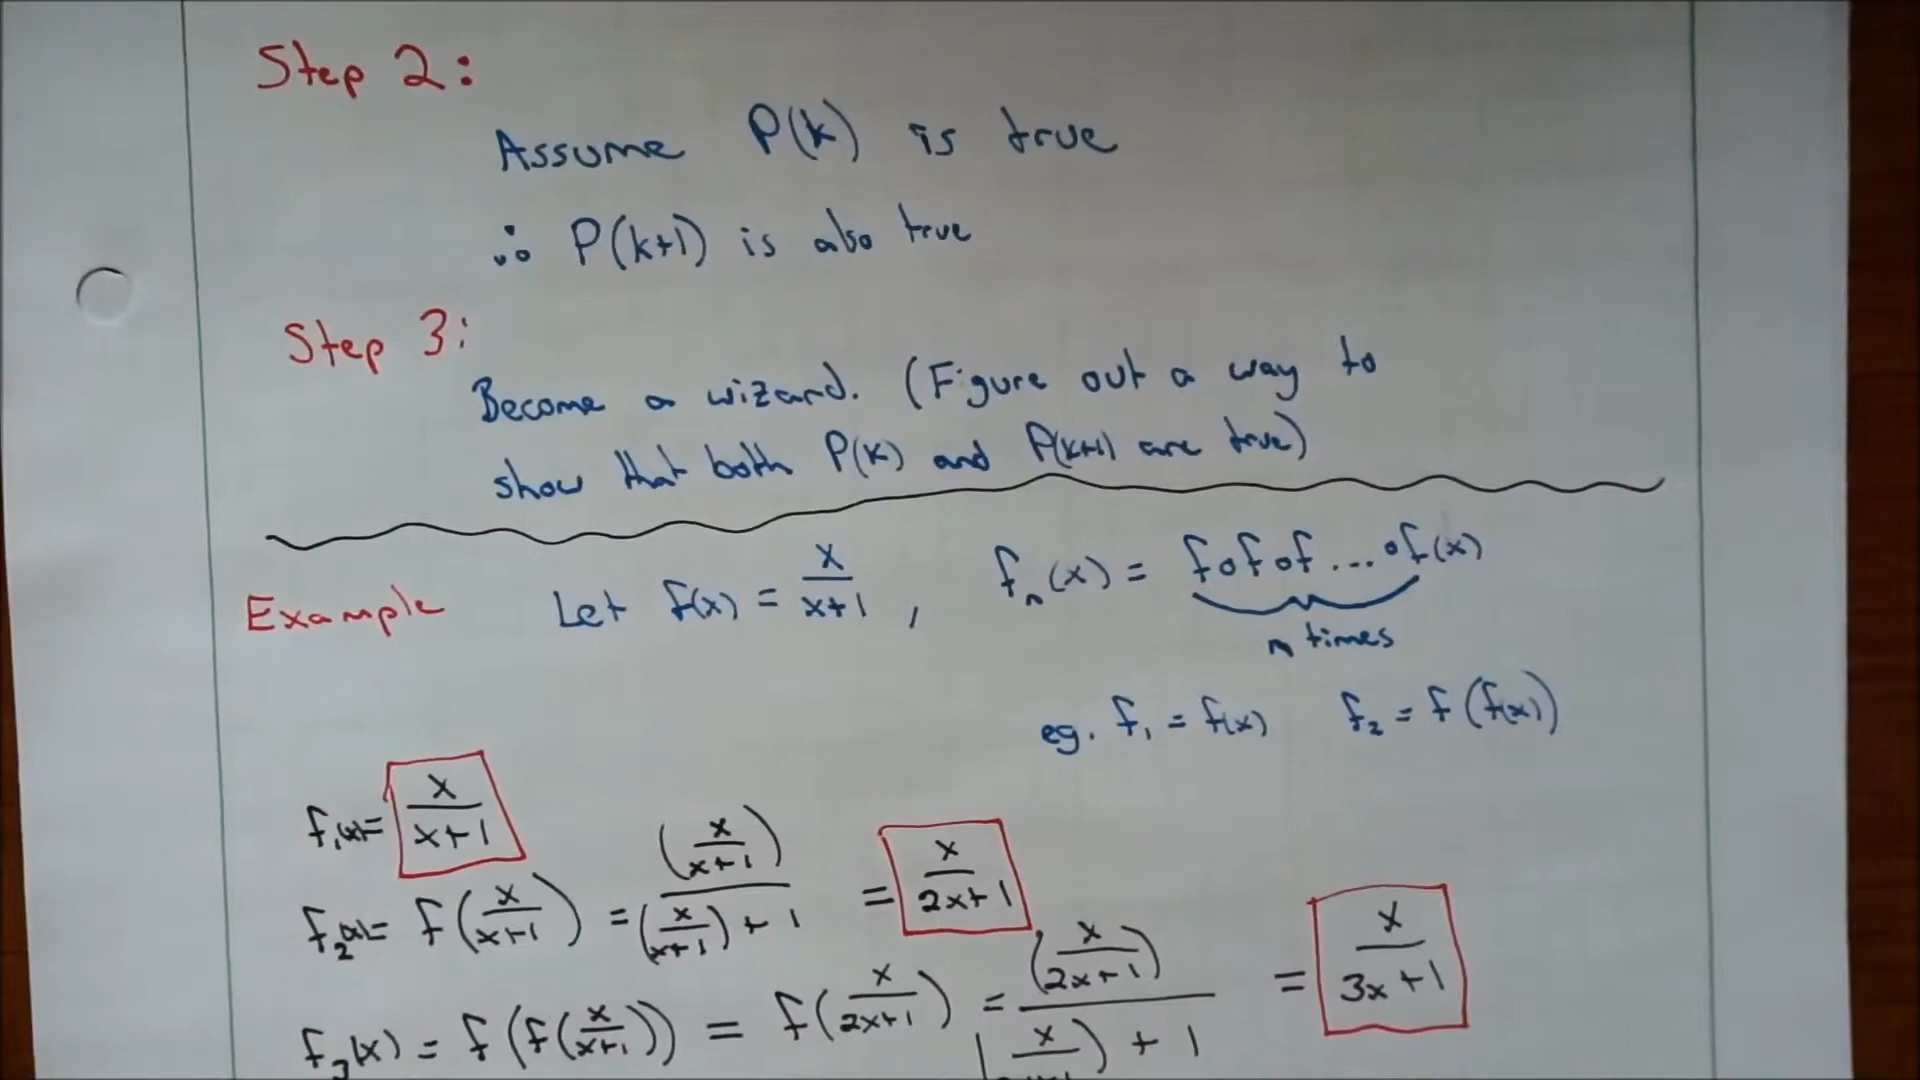 Step 2:
Assume P(k) is true
∴ P(k+1) is also true
Step 3:
Become a wizard. (Figure out a way to
show that both P(k) and P(k+1) are true)
Example Let f(x) = x/(x+1) , fₙ(x) = f∘f∘f∘...∘f(x)
n times
eg. f₁ = f(x) f₂ = f(f(x))
f₁(x) = x/(x+1)
f₂(x) = f(x/(x+1)) = (x/(x+1))/((x/(x+1)) + 1) = x/(2x+1)
f₃(x) = f(f(x/(x+1))) = f(x/(2x+1)) = (x/(2x+1))/((x/) + 1) = x/(3x+1)